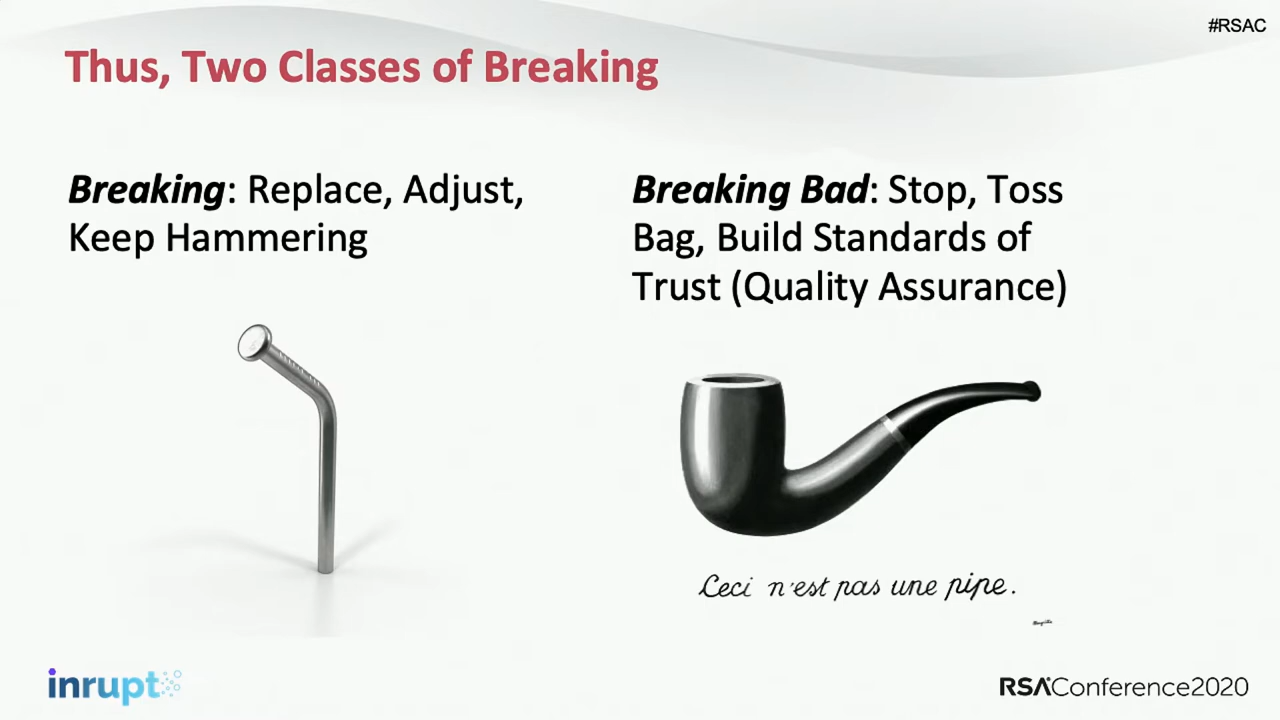 #RSAC
Thus, Two Classes of Breaking
Breaking: Replace, Adjust,
Keep Hammering
Breaking Bad: Stop, Toss
Bag, Build Standards of
Trust (Quality Assurance)
Ceci n'est pas une pipe.
inrupt
RSAConference2020